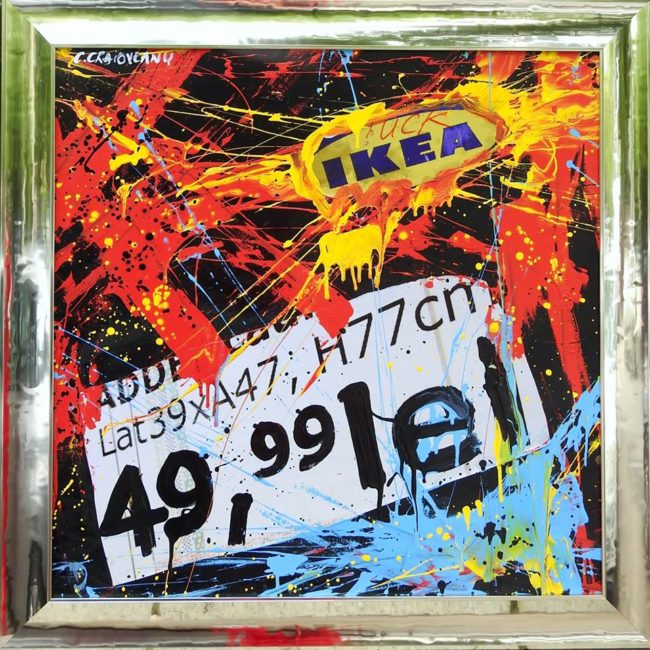 C.CRAIOVEANU
FUCK
IKEA
ADDE
Lat39xA47, H77cm
49,99lei